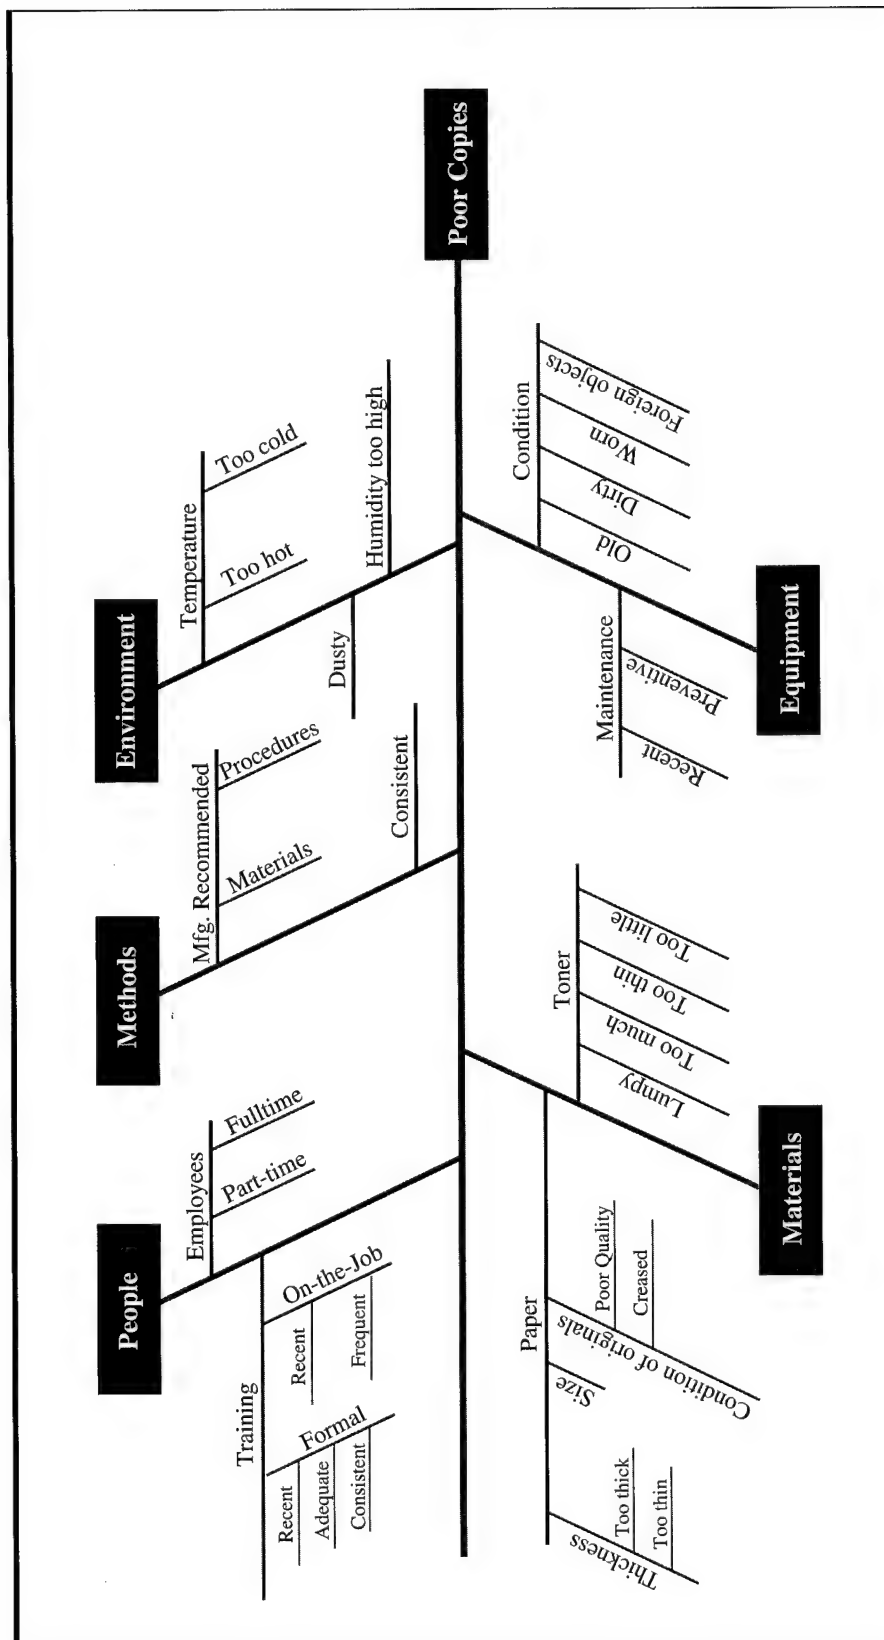 People
Methods
Environment
Employees
Part-time
Fulltime
Training
Formal
Recent
Adequate
Consistent
On-the-Job
Recent
Frequent
Mfg. Recommended
Materials
Procedures
Consistent
Temperature
Too hot
Too cold
Dusty
Humidity too high
Poor Copies
Paper
Thickness
Too thick
Too thin
Size
Condition of originals
Poor Quality
Creased
Toner
Lumpy
Too much
Too thin
Too little
Materials
Maintenance
Recent
Preventive
Condition
Old
Dirty
Worn
Foreign objects
Equipment